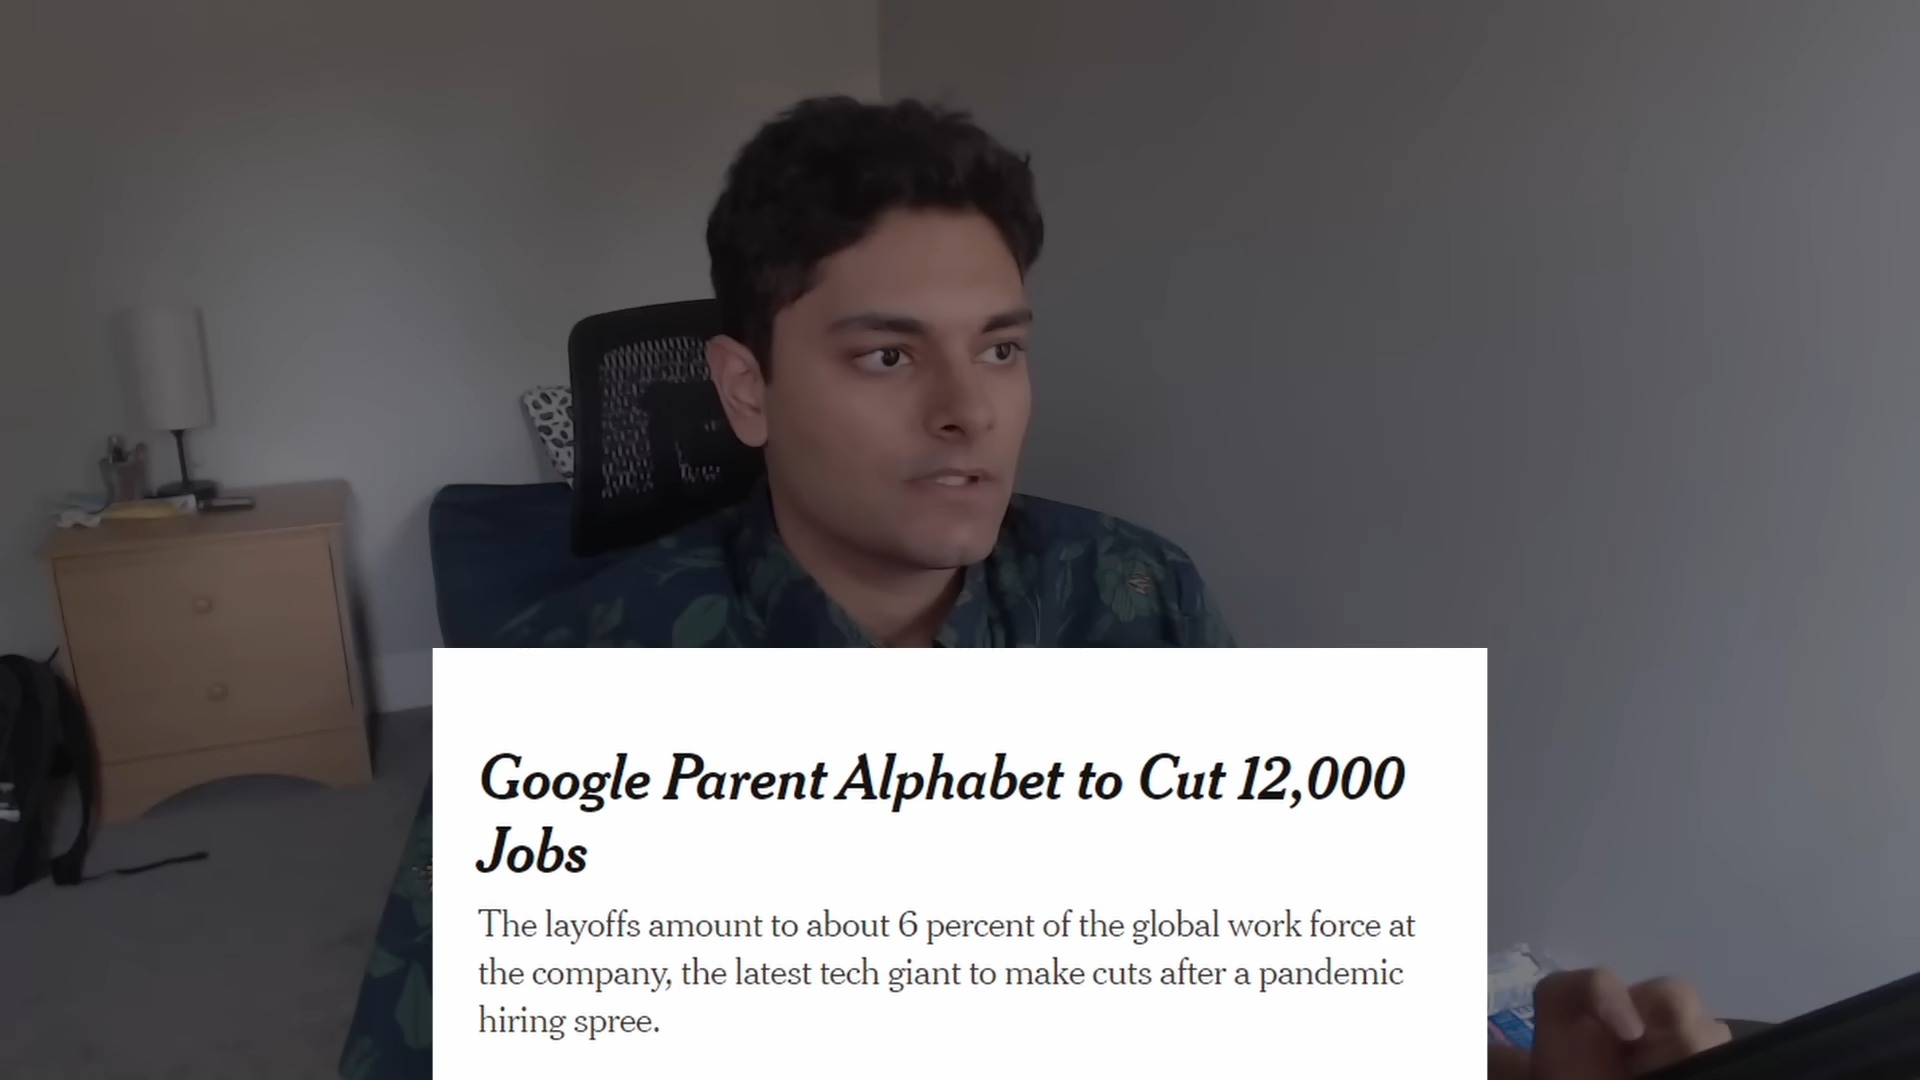 Google Parent Alphabet to Cut 12,000
Jobs
The layoffs amount to about 6 percent of the global work force at
the company, the latest tech giant to make cuts after a pandemic
hiring spree.